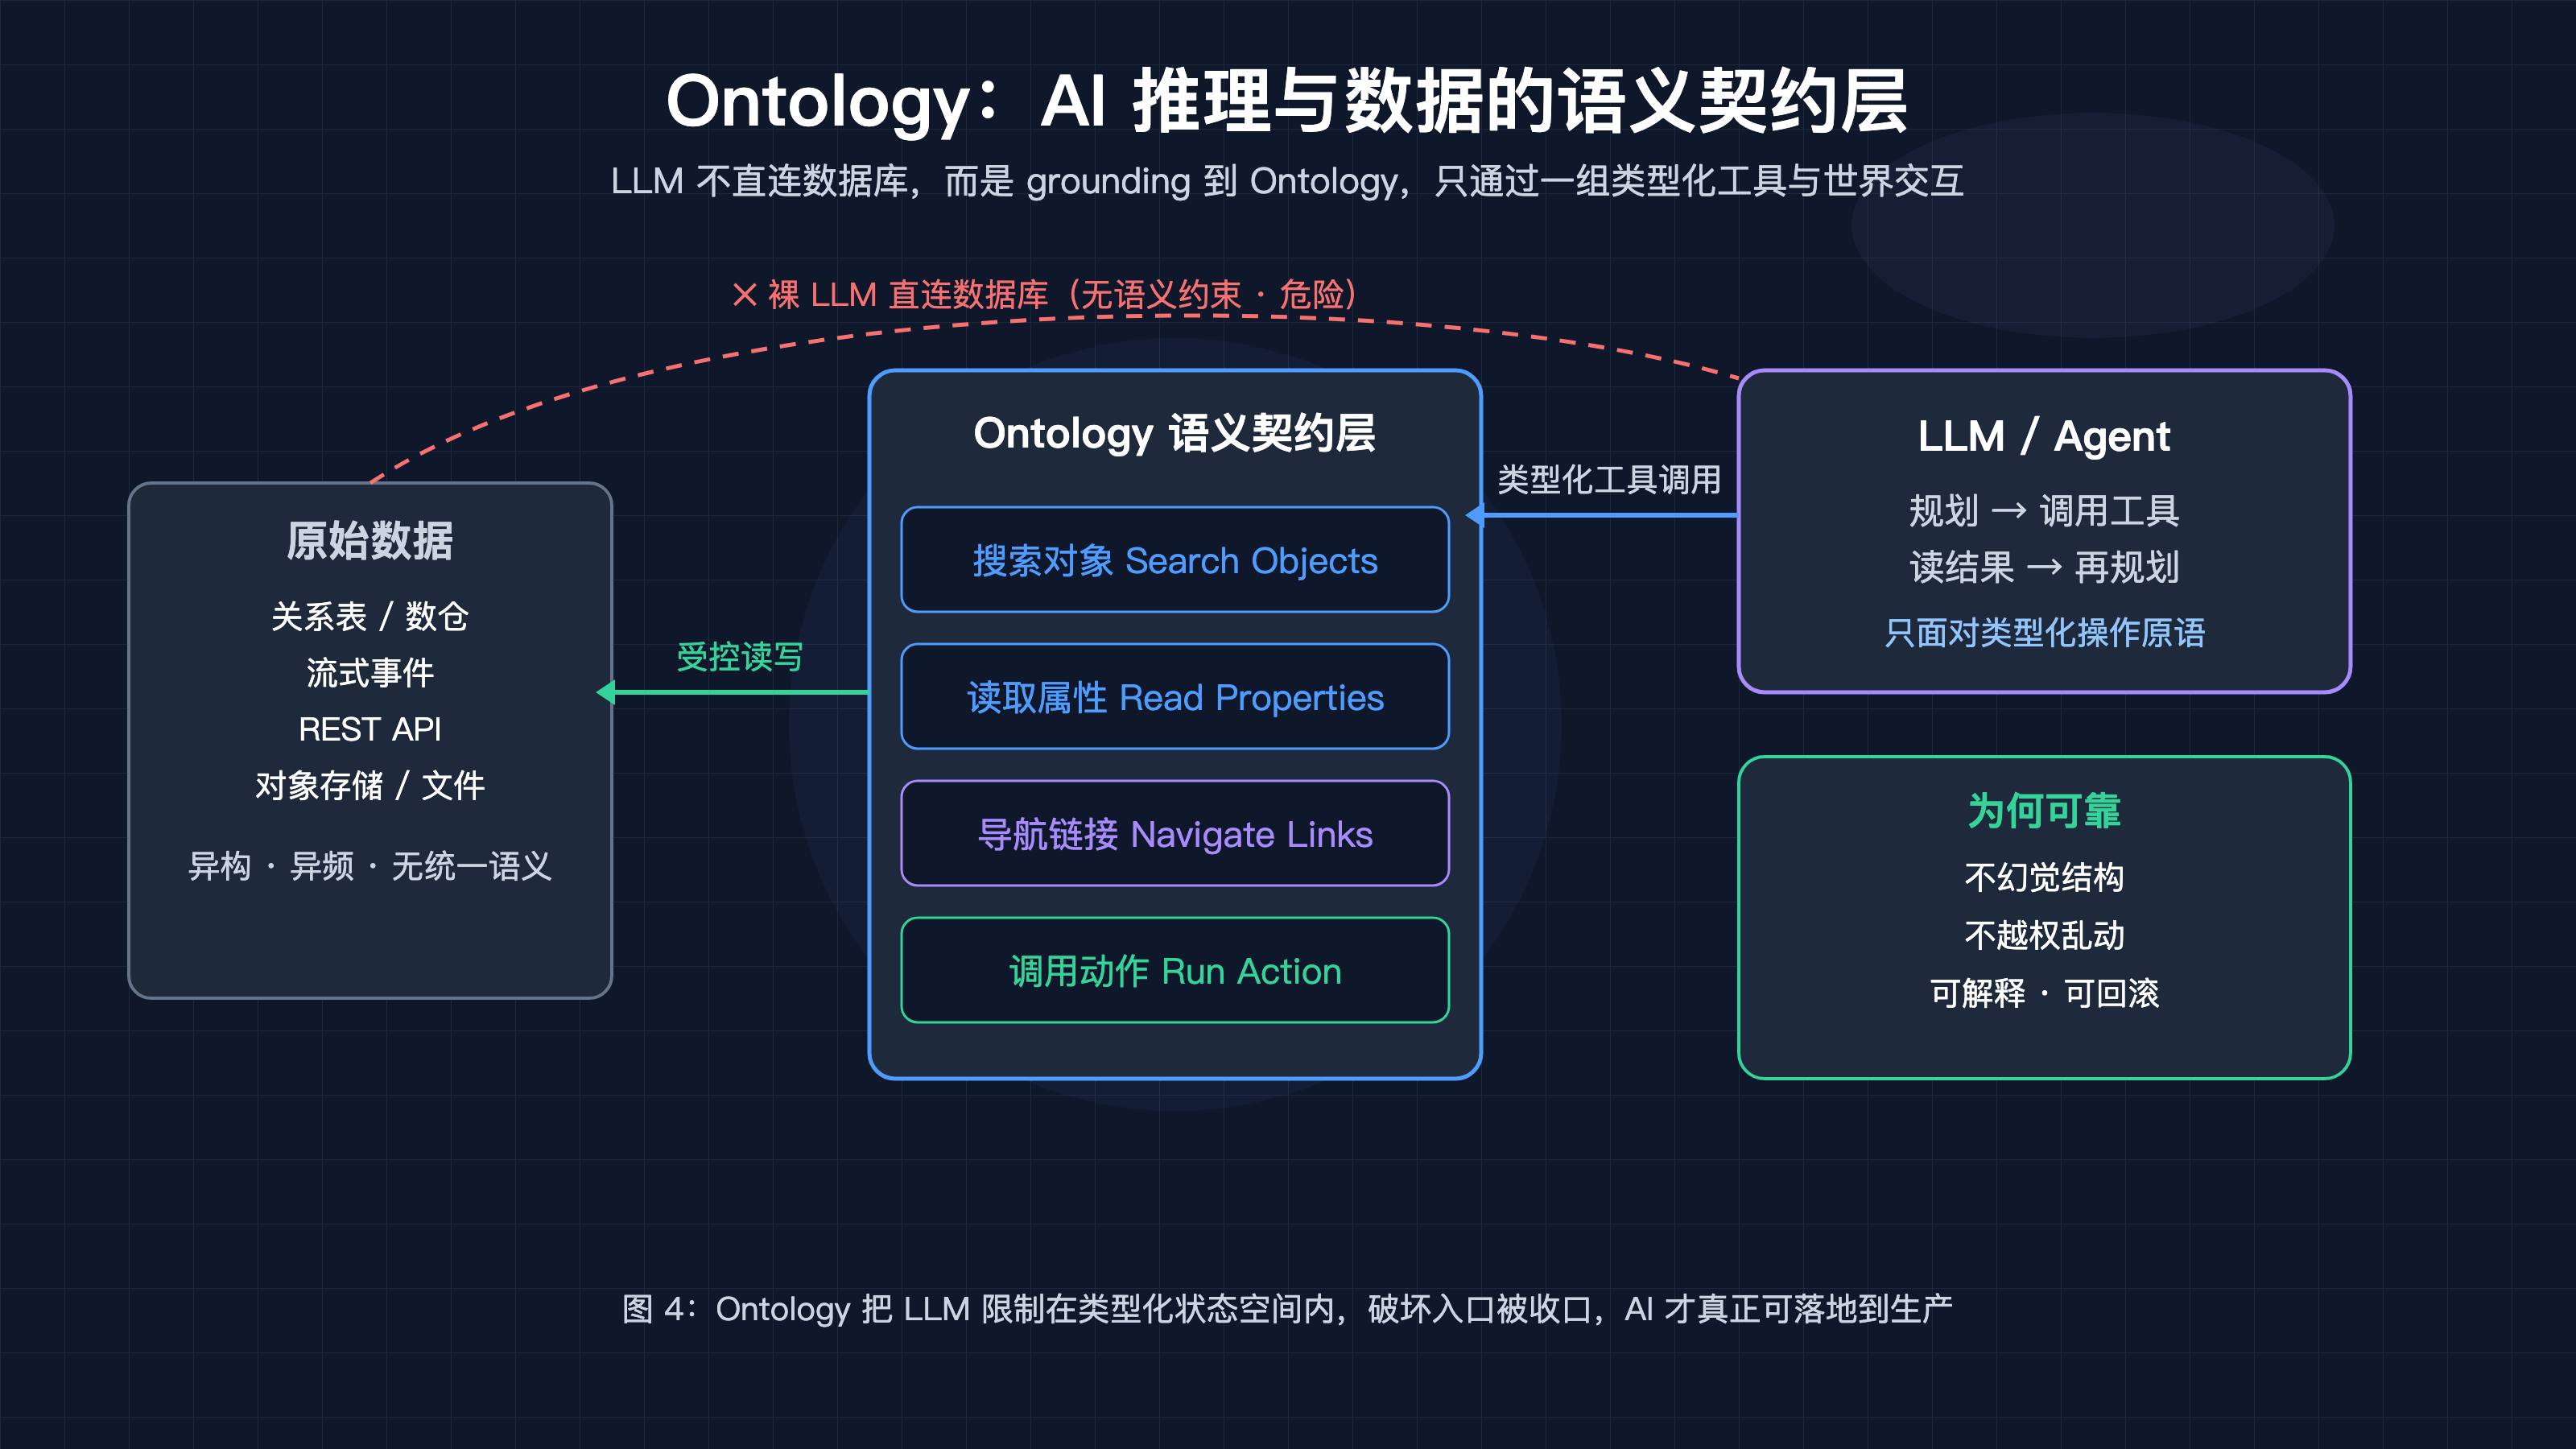 Ontology：AI 推理与数据的语义契约层
LLM 不直连数据库，而是 grounding 到 Ontology，只通过一组类型化工具与世界交互
× 裸 LLM 直连数据库（无语义约束 · 危险）
原始数据
关系表 / 数仓
流式事件
REST API
对象存储 / 文件
异构 · 异频 · 无统一语义
受控读写
Ontology 语义契约层
搜索对象 Search Objects
读取属性 Read Properties
导航链接 Navigate Links
调用动作 Run Action
类型化工具调用
LLM / Agent
规划 → 调用工具
读结果 → 再规划
只面对类型化操作原语
为何可靠
不幻觉结构
不越权乱动
可解释 · 可回滚
图 4：Ontology 把 LLM 限制在类型化状态空间内，破坏入口被收口，AI 才真正可落地到生产